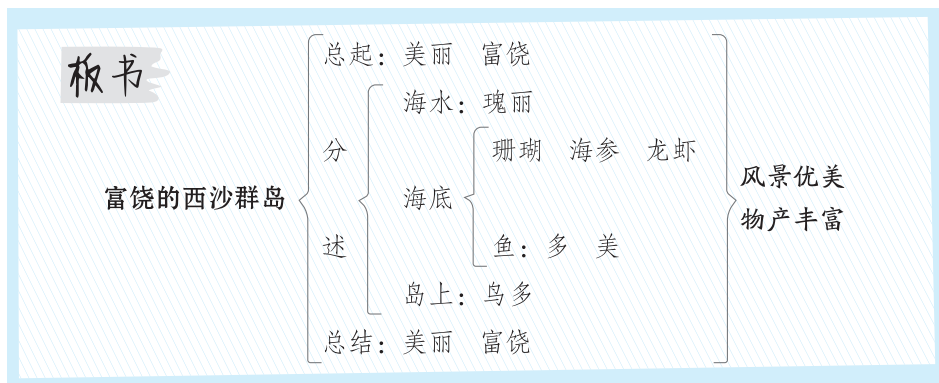 板书
总起：美丽 富饶
海水：瑰丽
分
珊瑚 海参 龙虾
富饶的西沙群岛
海底
风景优美
物产丰富
述
鱼：多 美
岛上：鸟多
总结：美丽 富饶